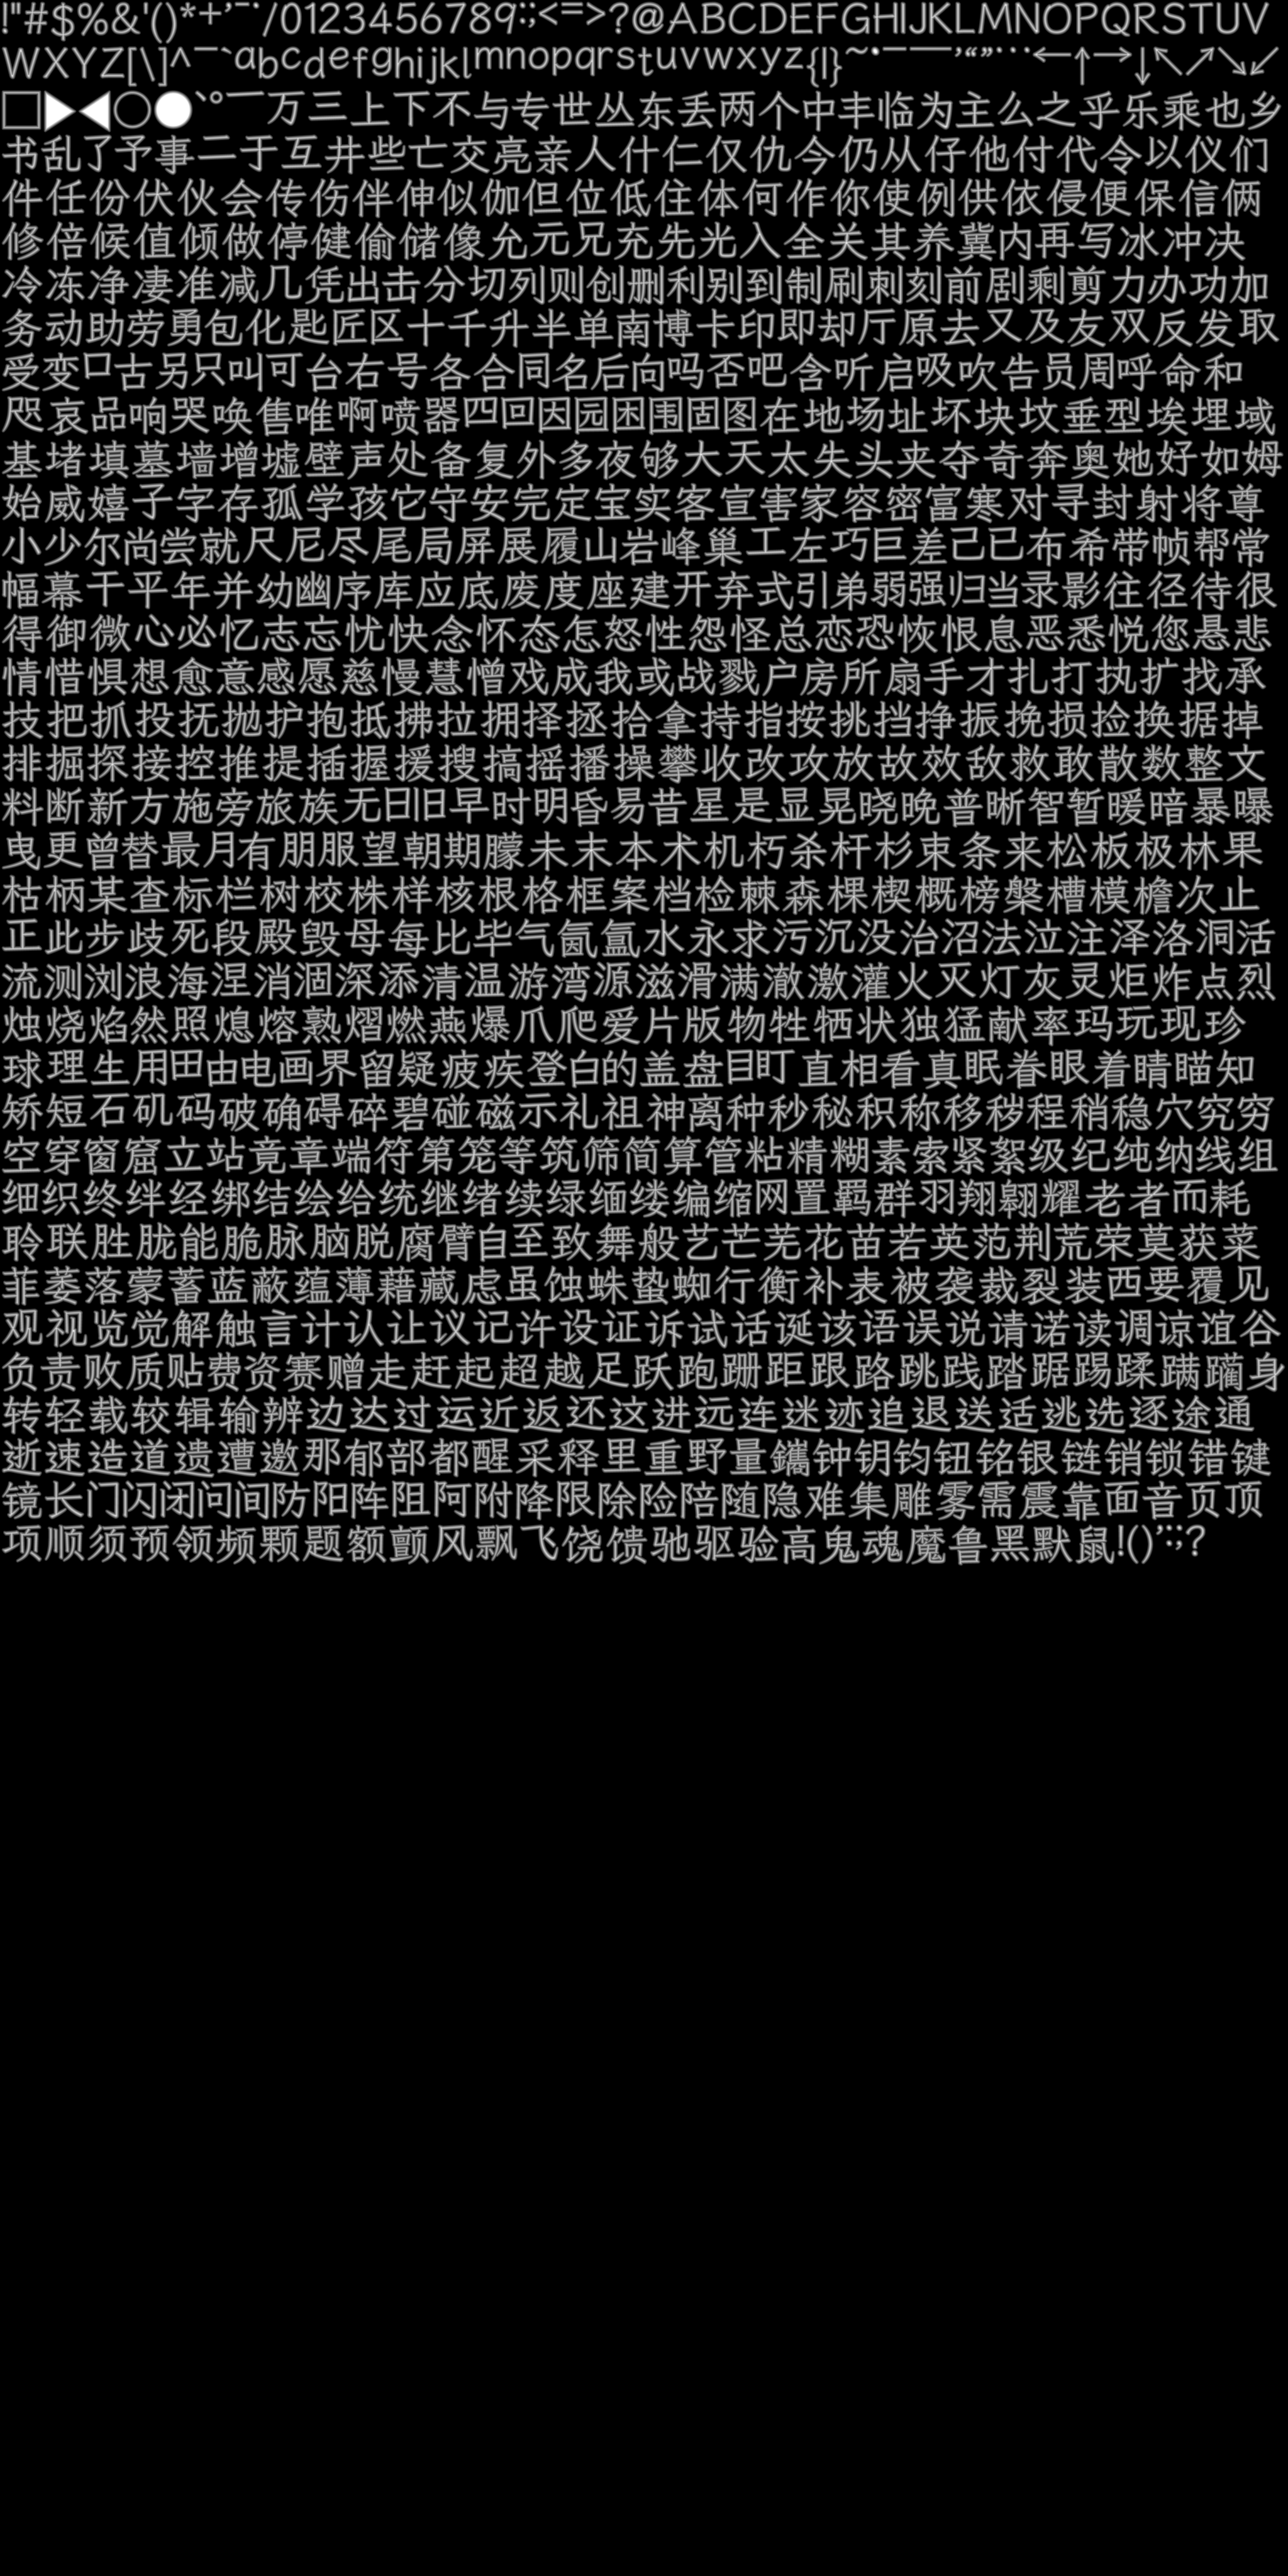 !"#$%&'()*+,-./0123456789:;<=>?@ABCDEFGHIJKLMNOPQRSTUV
WXYZ[\]^_`abcdefghijklmnopqrstuvwxyz{|}~·–—’“”…←↑→↓↖↗↘↙
□▶◀○●、。一万三上下不与专世丛东丢两个中丰临为主么之乎乐乘也乡
书乱了予事二于互井些亡交亮亲人什仁仅仇今仍从仔他付代令以仪们
件任份伏伙会传伤伴伸似伽但位低住体何作你使例供依侵便保信俩
修倍候值倾做停健偷储像允元兄充先光入全关其养冀内再写冰冲决
冷冻净凄准减几凭出击分切列则创删利别到制刷刺刻前剧剩剪力办功加
务动助劳勇包化匙匠区十千升半单南博卡印即却厅原去又及友双反发取
受变口古另只叫可台右号各合同名后向吗否吧含听启吸吹告员周呼命和
咫哀品响哭唤售唯啊喷器四回因园困围固图在地场址坏块坟垂型埃埋域
基堵填墓墙增墟壁声处备复外多夜够大天太失头夹夺奇奔奥她好如姆
始威嬉子字存孤学孩它守安完定宝实客宣害家容密富寒对寻封射将尊
小少尔尚尝就尺尼尽尾局屏展履山岩峰巢工左巧巨差己已布希带帧帮常
幅幕干平年并幼幽序库应底废度座建开弃式引弟弱强归当录影往径待很
得御微心必忆志忘忧快念怀态怎怒性怨怪总恋恐恢恨息恶悉悦您悬悲
情惜惧想愈意感愿慈慢慧憎戏成我或战戮户房所扇手才扎打执扩找承
技把抓投抚抛护抱抵拂拉拥择拯拾拿持指按挑挡挣振挽损捡换据掉
排掘探接控推提插握援搜搞摇播操攀收改攻放故效敌救敢散数整文
料断新方施旁旅族无日旧早时明昏易昔星是显晃晓晚普晰智暂暖暗暴曝
曳更曾替最月有朋服望朝期朦未末本术机朽杀杆杉束条来松板极林果
枯柄某查标栏树校株样核根格框案档检棘森棵楔概榜槃槽模檐次止
正此步歧死段殿毁母每比毕气氤氲水永求污沉没治沼法泣注泽洛洞活
流测浏浪海涅消涸深添清温游湾源滋滑满澈激灌火灭灯灰灵炬炸点烈
烛烧焰然照熄熔熟熠燃燕爆爪爬爱片版物牲牺状独猛献率玛玩现珍
球理生用田由电画界留疑疲疾登白的盖盘目盯直相看真眠眷眼着睛瞄知
矫短石矶码破确碍碎碧碰磁示礼祖神离种秒秘积称移秽程稍稳穴究穷
空穿窗窟立站竟章端符第笼等筑筛简算管粘精糊素索紧絮级纪纯纳线组
细织终绊经绑结绘给统继绪续绿缅缕编缩网置羁群羽翔翱耀老者而耗
聆联胜胧能脆脉脑脱腐臂自至致舞般艺芒芜花苗若英范荆荒荣莫获菜
菲萎落蒙蓄蓝蔽蕴薄藉藏虑虽蚀蛛蛰蜘行衡补表被袭裁裂装西要覆见
观视览觉解触言计认让议记许设证诉试话诞该语误说请诺读调谅谊谷
负责败质贴费资赛赠走赶起超越足跃跑跚距跟路跳践踏踞踢蹂蹒躏身
转轻载较辑输辨边达过运近返还这进远连迷迹追退送适逃选逐途通
逝速造道遗遭邀那郁部都醒采释里重野量鑴钟钥钧钮铭银链销锁错键
镜长门闪闭问间防阳阵阻阿附降限除险陪随隐难集雕雾需震靠面音页顶
项顺须预领频颗题额颤风飘飞饶馈驰驱验高鬼魂魔鲁黑默鼠!(),:;?